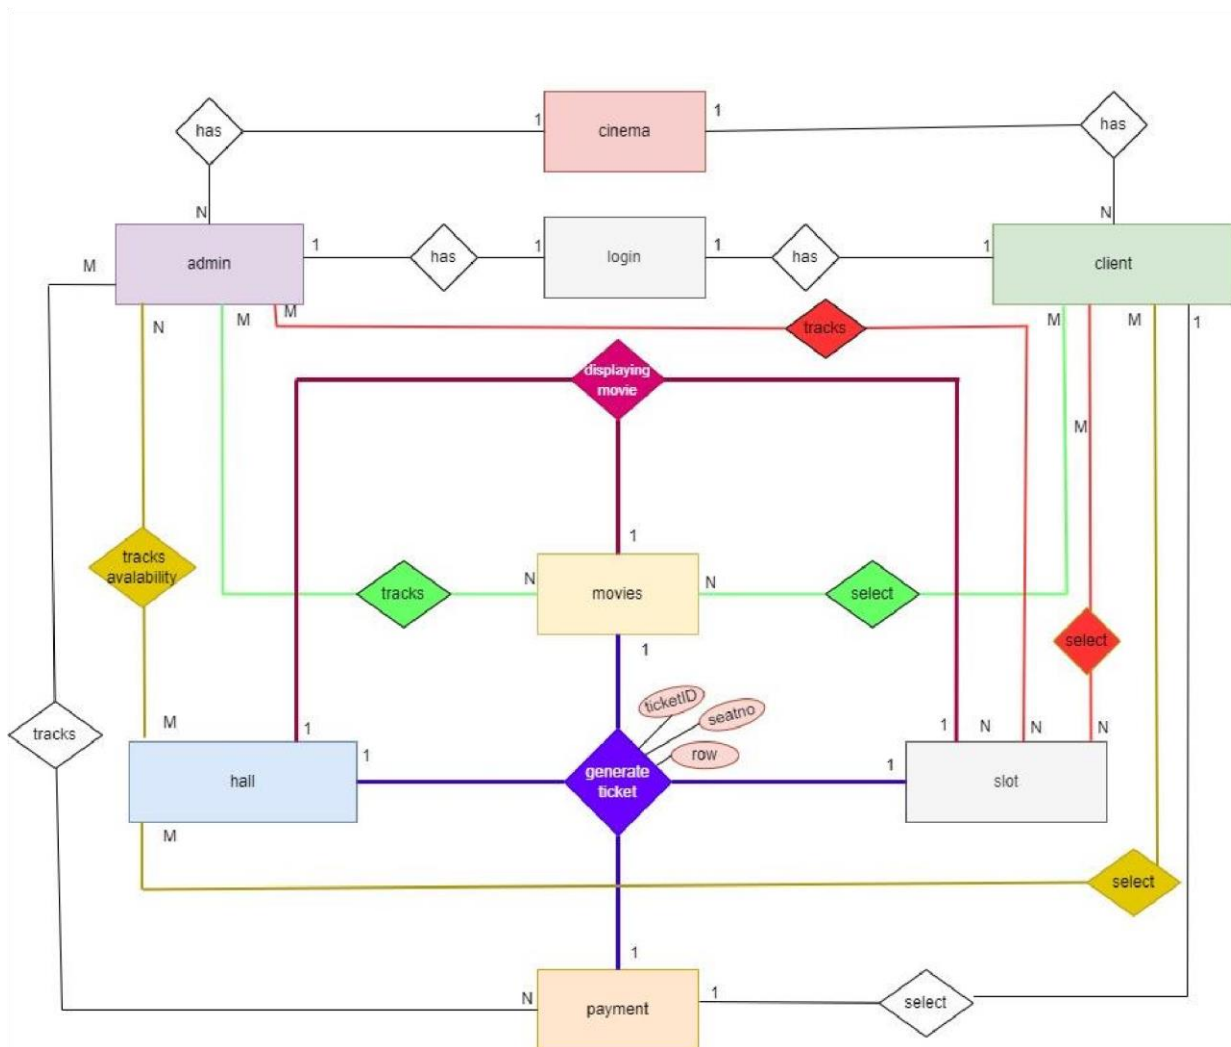 cinema
1
1
has
has
N
N
admin
1
has
1
login
1
has
1
client
M
N
M
M
tracks
M
M
1
displaying
movie
M
1
tracks
avalability
N
tracks
movies
N
select
select
1
ticketID
seatno
row
M
tracks
1
1
generate
ticket
1
1
N
N
N
hall
slot
M
select
1
N
payment
1
select